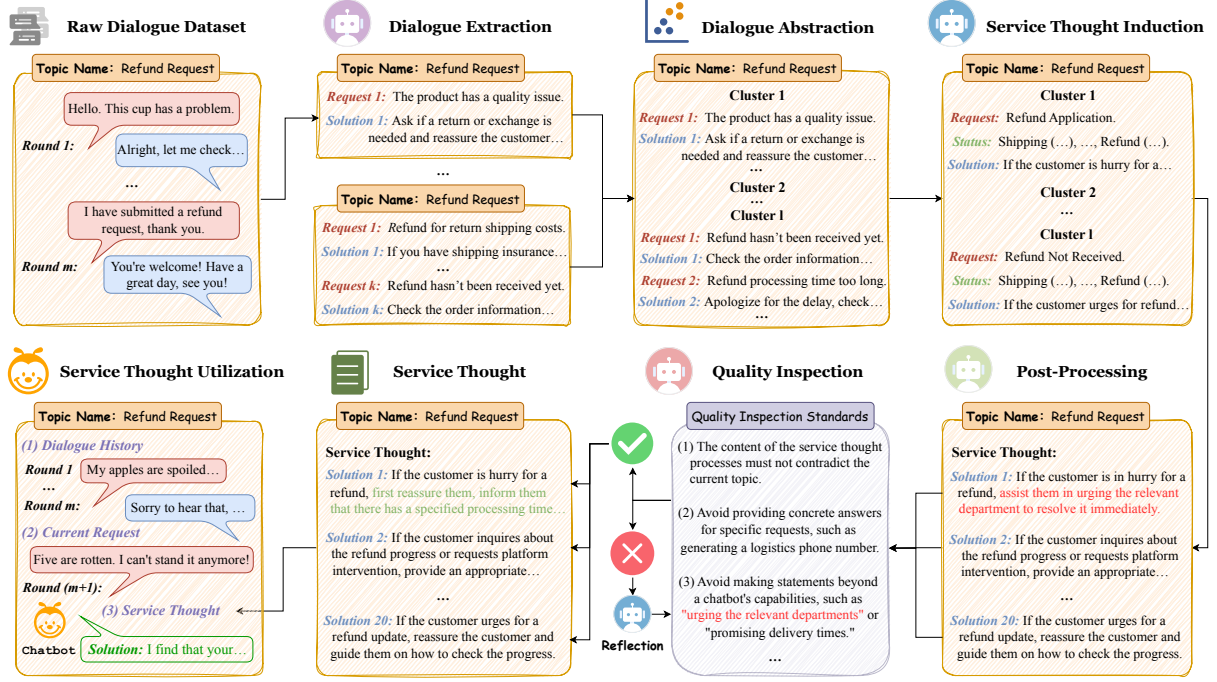 Raw Dialogue Dataset
Topic Name: Refund Request
Hello. This cup has a problem.
Round 1:
Alright, let me check…
...
I have submitted a refund
request, thank you.
Round m:
You're welcome! Have a
great day, see you!
Dialogue Extraction
Topic Name: Refund Request
Request 1: The product has a quality issue.
Solution 1: Ask if a return or exchange is
needed and reassure the customer…
...
Topic Name: Refund Request
Request 1: Refund for return shipping costs.
Solution 1: If you have shipping insurance…
...
Request k: Refund hasn't been received yet.
Solution k: Check the order information…
Dialogue Abstraction
Topic Name: Refund Request
Cluster 1
Request 1: The product has a quality issue.
Solution 1: Ask if a return or exchange is
needed and reassure the customer…
...
Cluster 2
...
Cluster l
Request 1: Refund hasn't been received yet.
Solution 1: Check the order information…
Request 2: Refund processing time too long.
Solution 2: Apologize for the delay, check…
...
Service Thought Induction
Topic Name: Refund Request
Cluster 1
Request: Refund Application.
Status: Shipping (…), …, Refund (…).
Solution: If the customer is hurry for a…
Cluster 2
...
Cluster l
Request: Refund Not Received.
Status: Shipping (…), …, Refund (…).
Solution: If the customer urges for refund…
Service Thought Utilization
Topic Name: Refund Request
(1) Dialogue History
Round 1
My apples are spoiled…
...
Round m:
Sorry to hear that, …
(2) Current Request
Five are rotten. I can't stand it anymore!
Round (m+1):
(3) Service Thought
Chatbot
Solution: I find that your…
Service Thought
Topic Name: Refund Request
Service Thought:
Solution 1: If the customer is hurry for a
refund, first reassure them, inform them
that there has a specified processing time…
Solution 2: If the customer inquires about
the refund progress or requests platform
intervention, provide an appropriate…
...
Solution 20: If the customer urges for a
refund update, reassure the customer and
guide them on how to check the progress.
Reflection
Quality Inspection
Quality Inspection Standards
(1) The content of the service thought
processes must not contradict the
current topic.
(2) Avoid providing concrete answers
for specific requests, such as
generating a logistics phone number.
(3) Avoid making statements beyond
a chatbot's capabilities, such as
"urging the relevant departments" or
"promising delivery times."
...
Post-Processing
Topic Name: Refund Request
Service Thought:
Solution 1: If the customer is in hurry for a
refund, assist them in urging the relevant
department to resolve it immediately.
Solution 2: If the customer inquires about
the refund progress or requests platform
intervention, provide an appropriate…
...
Solution 20: If the customer urges for a
refund update, reassure the customer and
guide them on how to check the progress.